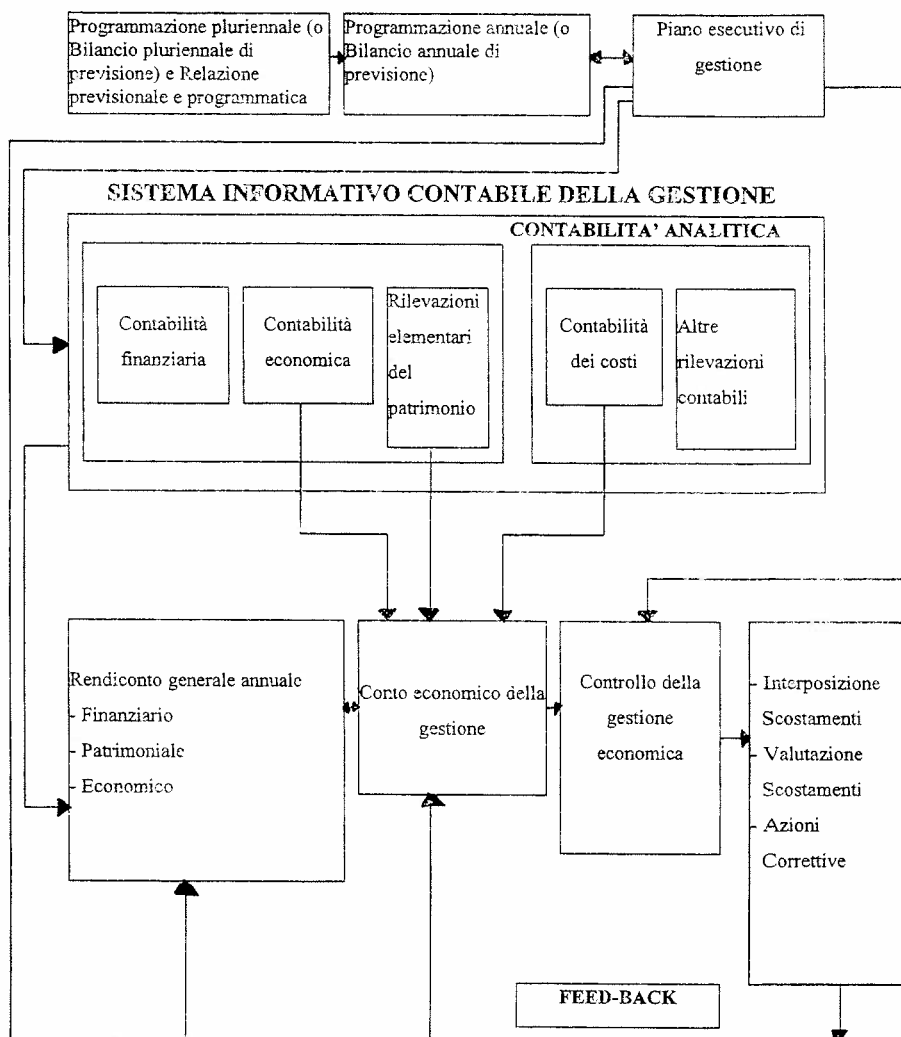 Programmazione pluriennale (o
Bilancio pluriennale di
previsione) e Relazione
previsionale e programmatica
Programmazione annuale (o
Bilancio annuale di
previsione)
Piano esecutivo di
gestione
SISTEMA INFORMATIVO CONTABILE DELLA GESTIONE
CONTABILITA' ANALITICA
Contabilità
finanziaria
Contabilità
economica
Rilevazioni
elementari
del
patrimonio
Contabilità
dei costi
Altre
rilevazioni
contabili
Rendiconto generale annuale
- Finanziario
- Patrimoniale
- Economico
Conto economico della
gestione
Controllo della
gestione
economica
- Interposizione
Scostamenti
- Valutazione
Scostamenti
- Azioni
Correttive
FEED-BACK